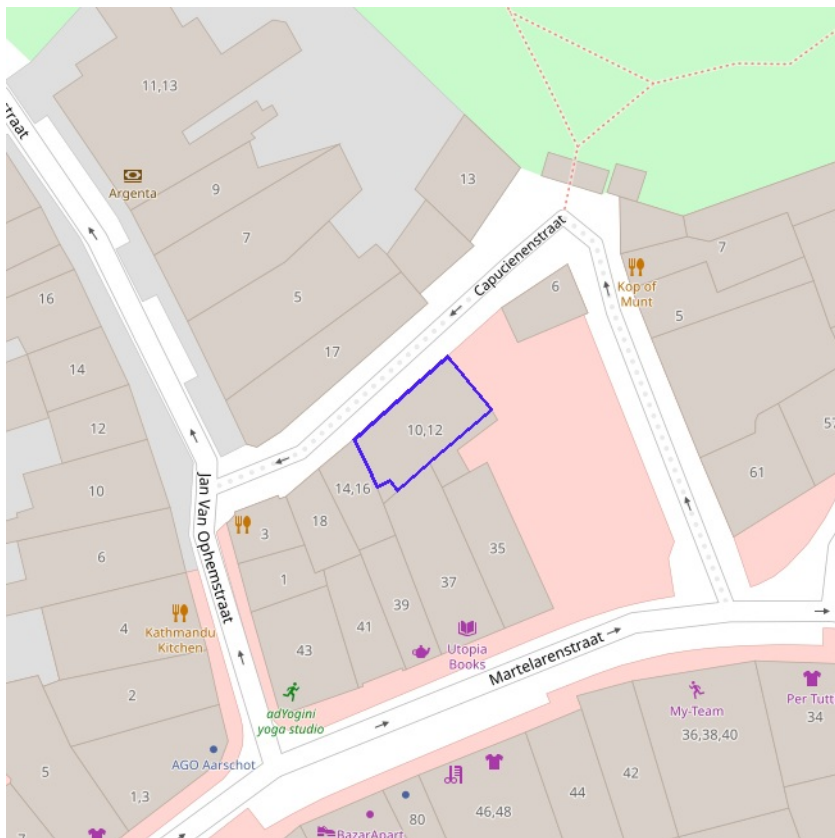 11,13
straat
Argenta
13
9
7
7
Capucienenstraat
Kop of
Munt
6
5
5
16
17
14
12
10,12
10
61
14,16
18
3
35
6
Jan Van Ophemstraat
1
37
39
4
41
Kathmandu
Kitchen
43
Utopia
Books
Martelarenstraat
2
adYogini
yoga studio
My-Team
Per Tutt
34
36,38,40
AGO Aarschot
5
42
1,3
44
46,48
80
BazarApart